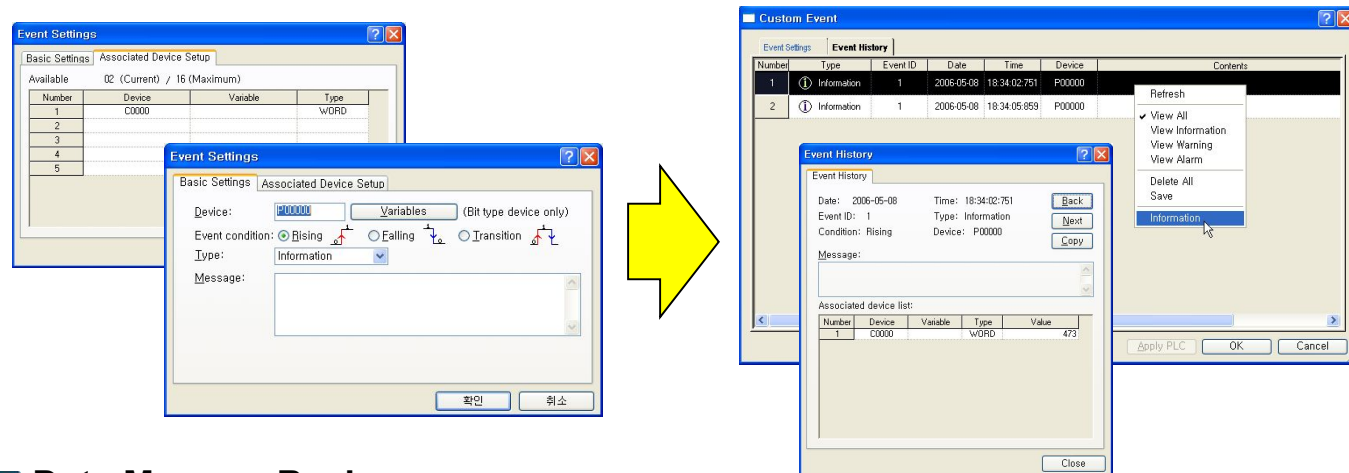 Event Settings
Basic Settings Associated Device Setup
Available 02 (Current) / 16 (Maximum)
Number Device Variable Type
1 C0000 WORD
2
3
4
5
Event Settings
Basic Settings Associated Device Setup
Device: P00000 Variables (Bit type device only)
Event condition: Rising Falling Transition
Type: Information
Message:
확인 취소
Custom Event
Event Settings Event History
Number Type Event ID Date Time Device Contents
1 Information 1 2006-05-08 18:34:02:751 P00000
2 Information 1 2006-05-08 18:34:05:859 P00000
Refresh
View All
View Information
View Warning
View Alarm
Delete All
Save
Information
Event History
Event History
Date: 2006-05-08 Time: 18:34:02:751 Back
Event ID: 1 Type: Information Next
Condition: Rising Device: P00000 Copy
Message:
Associated device list:
Number Device Variable Type Value
1 C0000 WORD 473
Close
Apply PLC OK Cancel